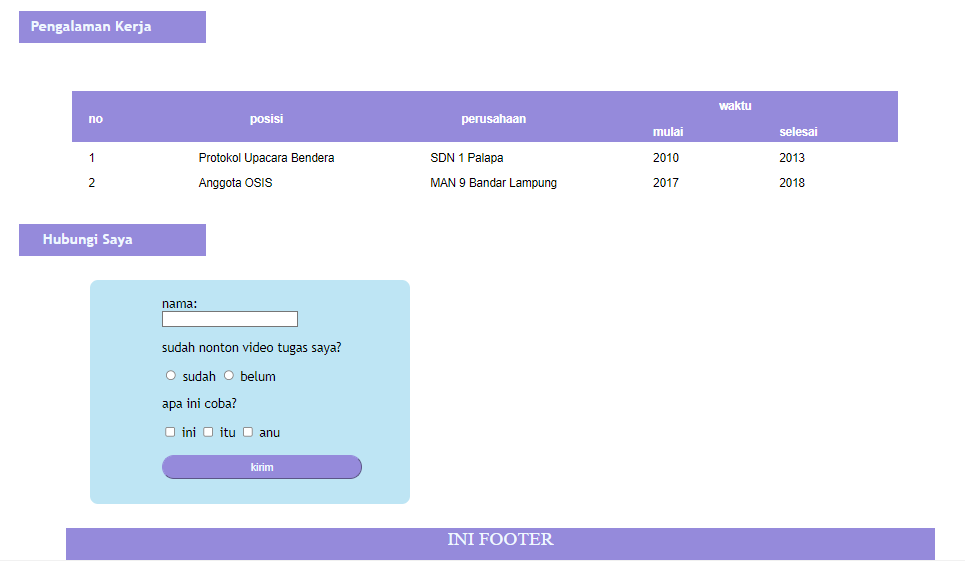 Pengalaman Kerja
waktu
no posisi perusahaan
mulai selesai
1 Protokol Upacara Bendera SDN 1 Palapa 2010 2013
2 Anggota OSIS MAN 9 Bandar Lampung 2017 2018
Hubungi Saya
nama:
sudah nonton video tugas saya?
sudah belum
apa ini coba?
ini itu anu
kirim
INI FOOTER